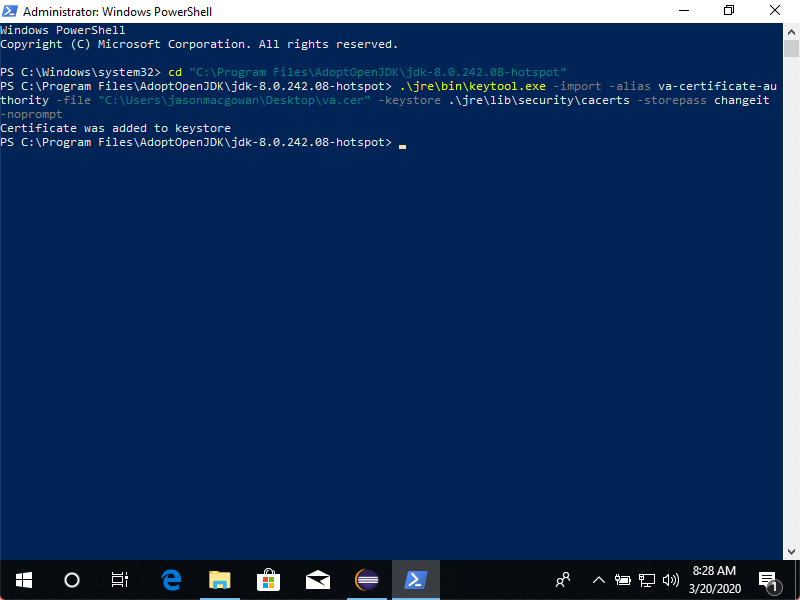 Administrator: Windows PowerShell
Windows PowerShell
Copyright (C) Microsoft Corporation. All rights reserved.
PS C:\Windows\system32> cd "C:\Program Files\AdoptOpenJDK\jdk-8.0.242.08-hotspot"
PS C:\Program Files\AdoptOpenJDK\jdk-8.0.242.08-hotspot> .\jre\bin\keytool.exe -import -alias va-certificate-au
thority -file "C:\Users\jasonmacgowan\Desktop\va.cer" -keystore .\jre\lib\security\cacerts -storepass changeit
-noprompt
Certificate was added to keystore
PS C:\Program Files\AdoptOpenJDK\jdk-8.0.242.08-hotspot>
8:28 AM
3/20/2020
1